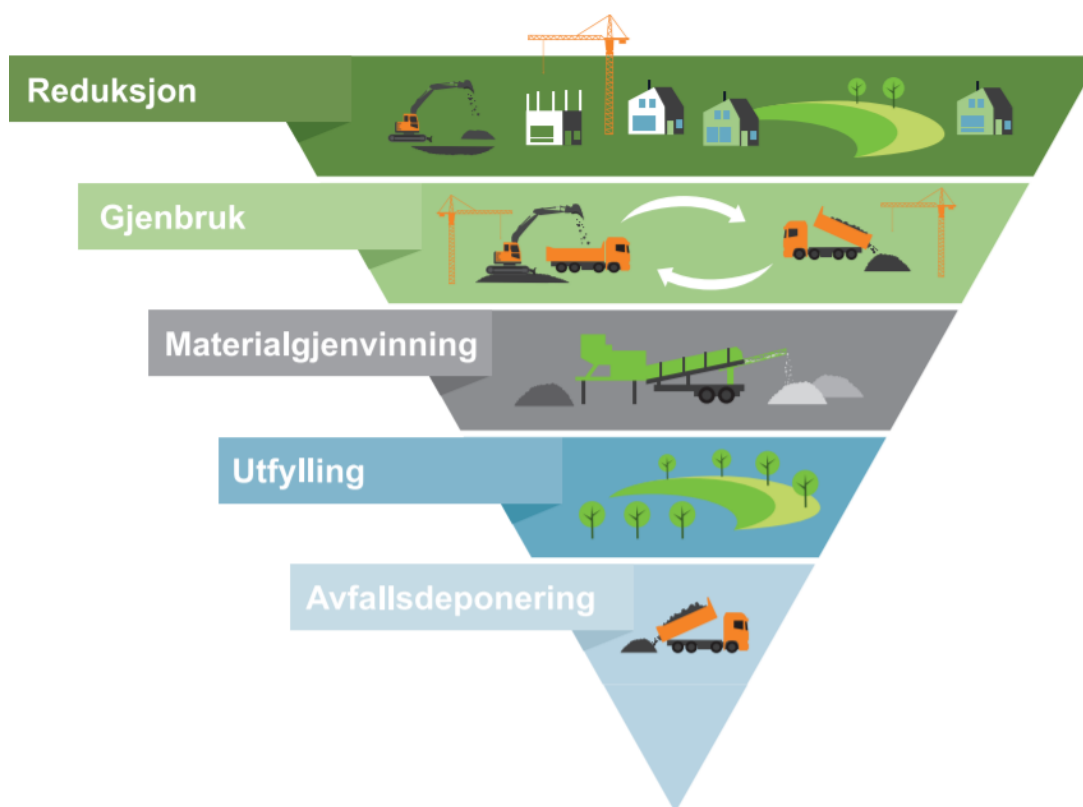 Reduksjon
Gjenbruk
Materialgjenvinning
Utfylling
Avfallsdeponering